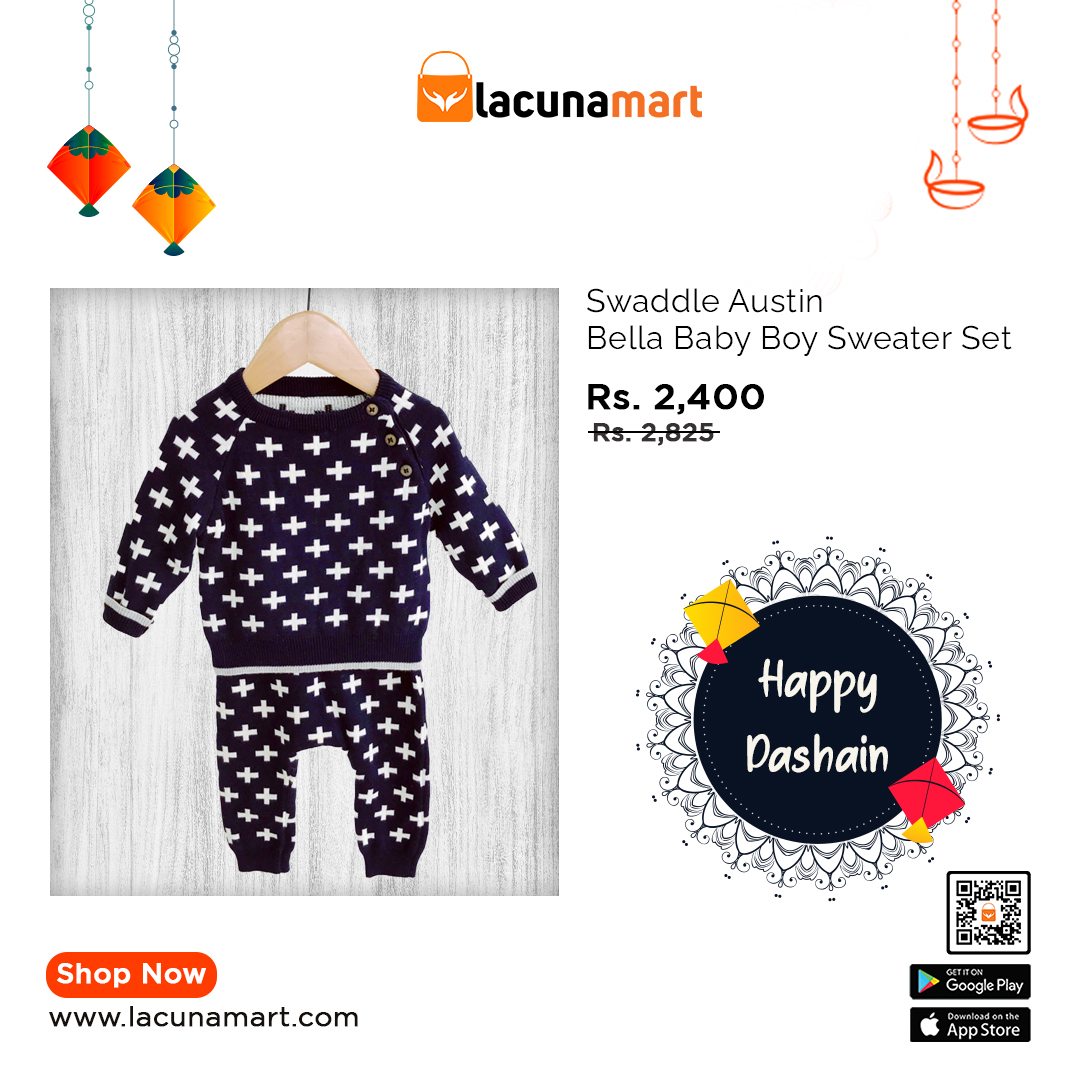 lacunamart
Swaddle Austin
Bella Baby Boy Sweater Set
Rs. 2,400
Rs. 2,825
Happy
Dashain
Shop Now
www.lacunamart.com
GET IT ON
Google Play
Download on the
App Store